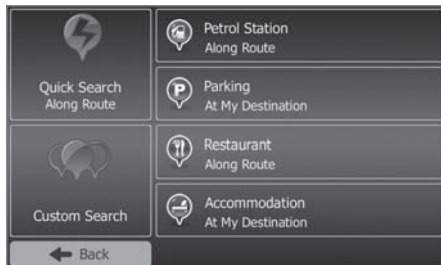 Quick Search
Along Route
Custom Search
Back
Petrol Station
Along Route
P
Parking
At My Destination
Restaurant
Along Route
Accommodation
At My Destination